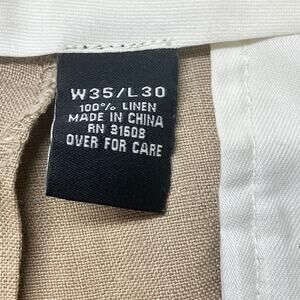 W35/L30
100% LINEN
MADE IN CHINA
RN 31608
OVER FOR CARE